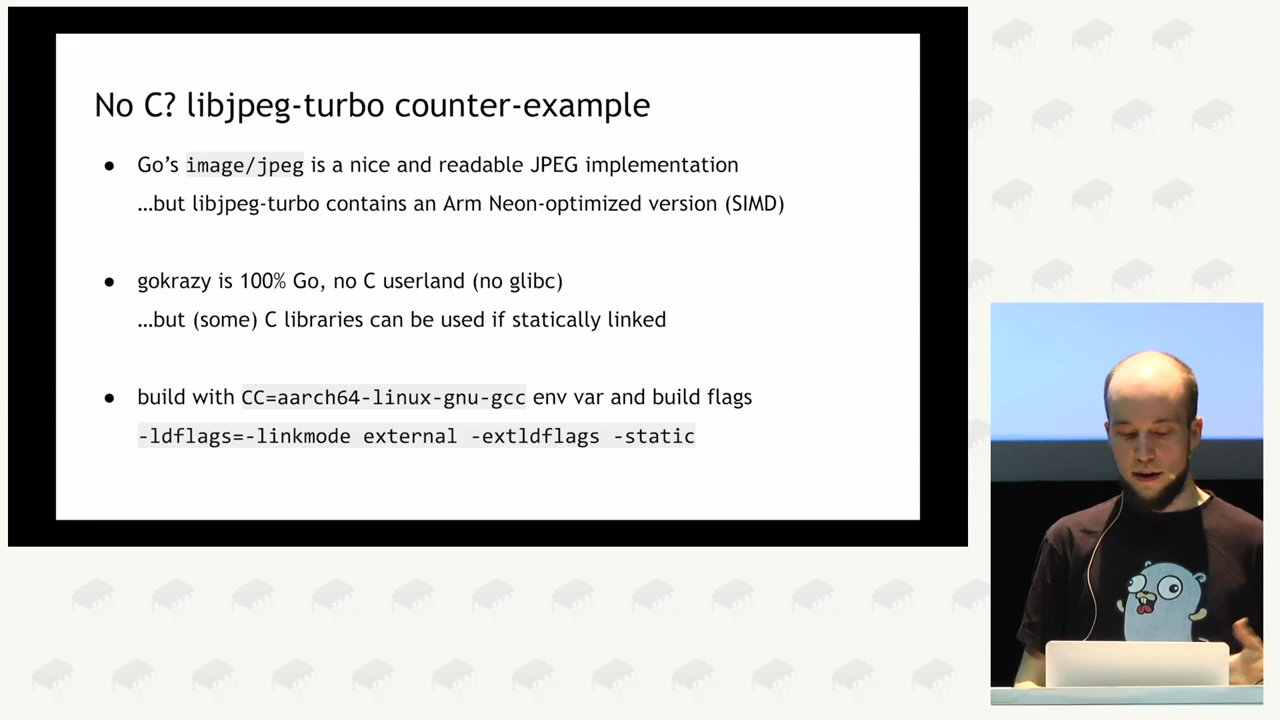 No C? libjpeg-turbo counter-example
● Go’s image/jpeg is a nice and readable JPEG implementation
…but libjpeg-turbo contains an Arm Neon-optimized version (SIMD)
● gokrazy is 100% Go, no C userland (no glibc)
…but (some) C libraries can be used if statically linked
● build with CC=aarch64-linux-gnu-gcc env var and build flags
-ldflags=-linkmode external -extldflags -static